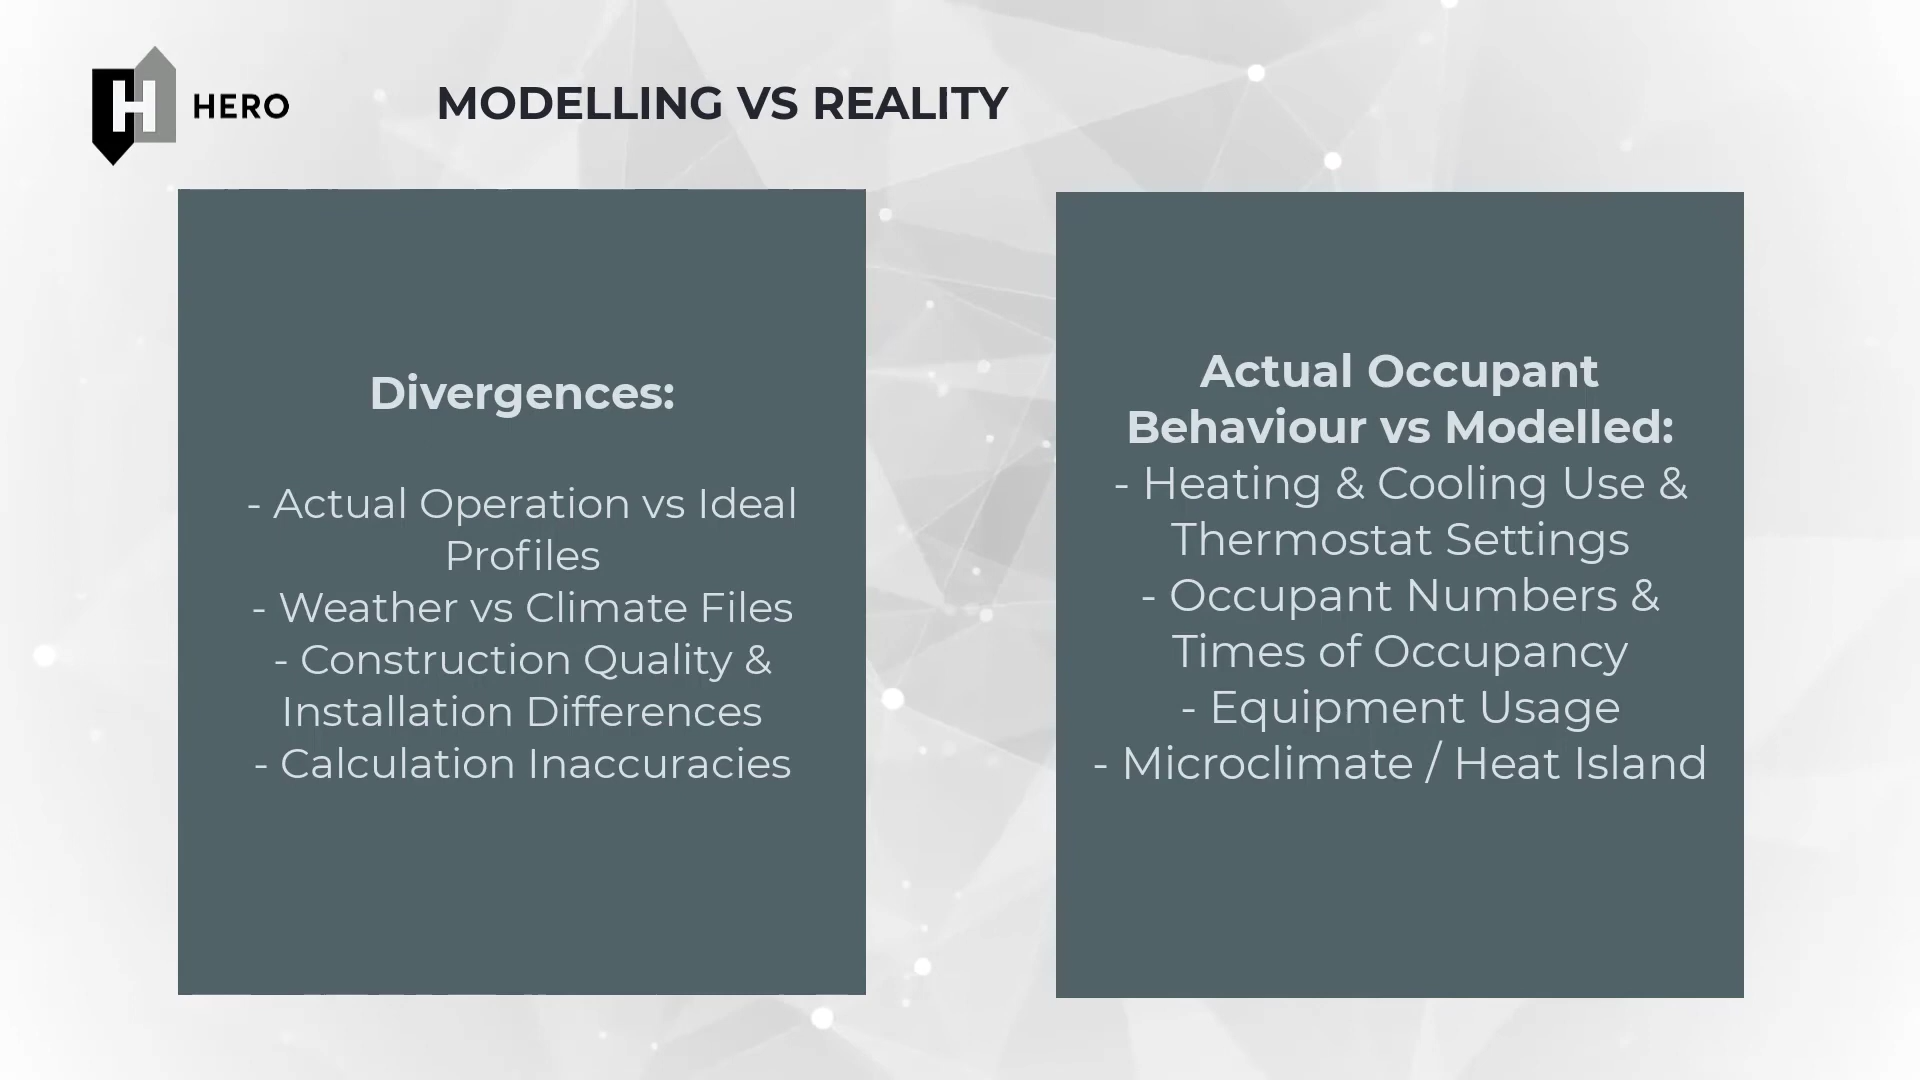 H HERO
MODELLING VS REALITY
Divergences:
- Actual Operation vs Ideal
Profiles
- Weather vs Climate Files
- Construction Quality &
Installation Differences
- Calculation Inaccuracies
Actual Occupant
Behaviour vs Modelled:
- Heating & Cooling Use &
Thermostat Settings
- Occupant Numbers &
Times of Occupancy
- Equipment Usage
- Microclimate / Heat Island